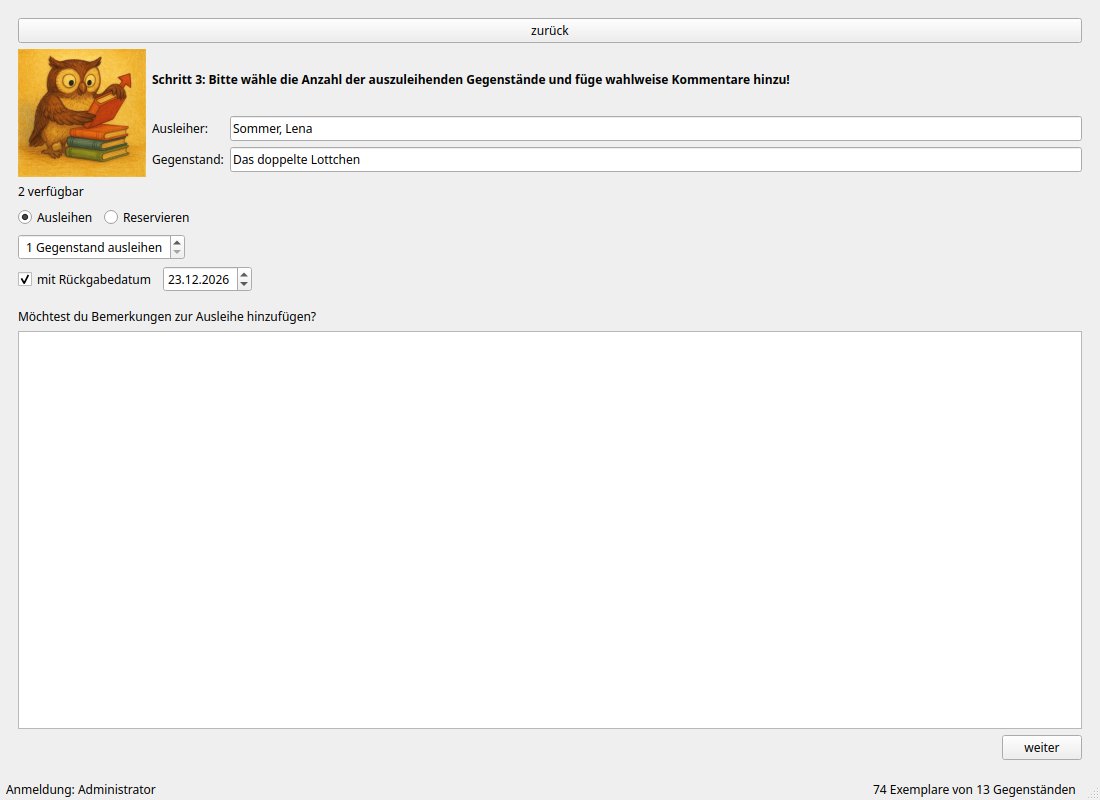 zurück
Schritt 3: Bitte wähle die Anzahl der auszuleihenden Gegenstände und füge wahlweise Kommentare hinzu!
Ausleiher: Sommer, Lena
Gegenstand: Das doppelte Lottchen
2 verfügbar
Ausleihen Reservieren
1 Gegenstand ausleihen
mit Rückgabedatum 23.12.2026
Möchtest du Bemerkungen zur Ausleihe hinzufügen?
weiter
Anmeldung: Administrator 74 Exemplare von 13 Gegenständen